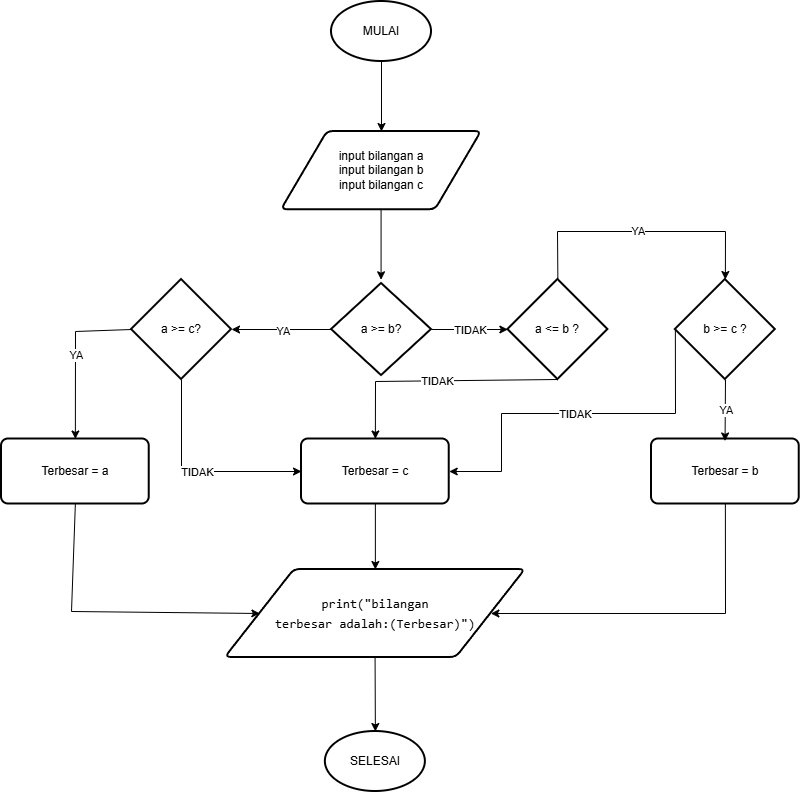 MULAI
input bilangan a
input bilangan b
input bilangan c
YA
a >= c?
YA
a >= b?
TIDAK
a <= b ?
b >= c ?
YA
TIDAK
TIDAK
YA
TIDAK
Terbesar = a
Terbesar = c
Terbesar = b
print("bilangan
terbesar adalah:(Terbesar)")
SELESAI